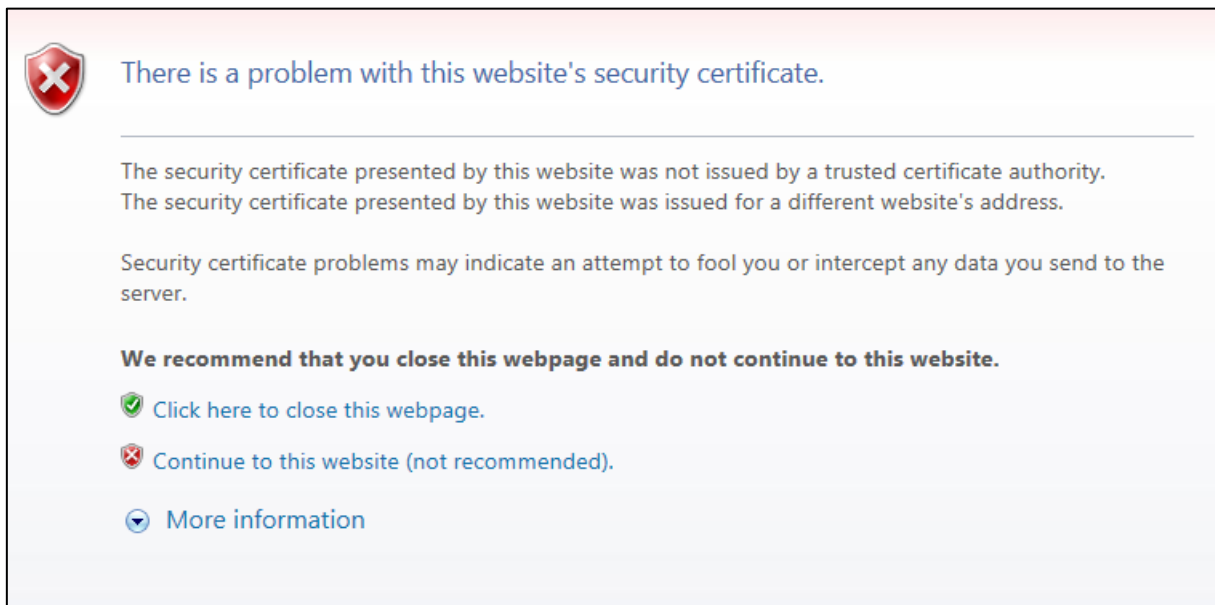 There is a problem with this website's security certificate.
The security certificate presented by this website was not issued by a trusted certificate authority.
The security certificate presented by this website was issued for a different website's address.
Security certificate problems may indicate an attempt to fool you or intercept any data you send to the
server.
We recommend that you close this webpage and do not continue to this website.
Click here to close this webpage.
Continue to this website (not recommended).
More information